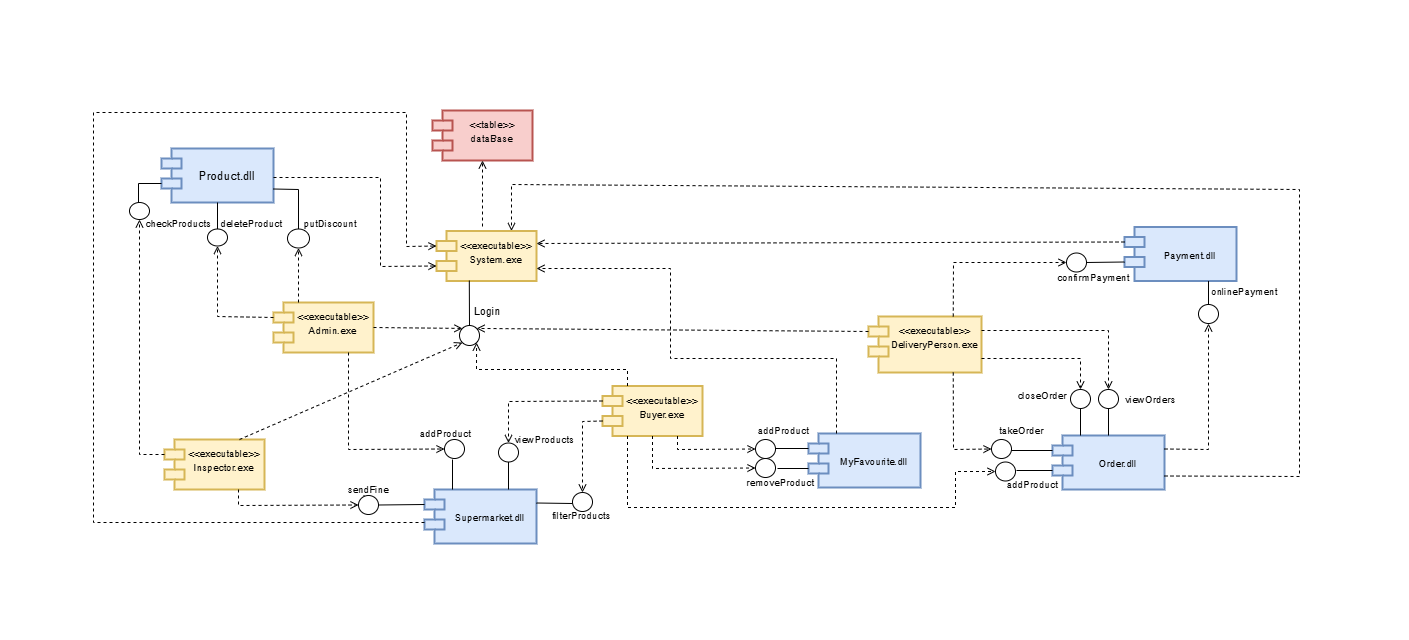 <<table>>
dataBase
Product.dll
checkProducts
deleteProduct
putDiscount
<<executable>>
System.exe
Payment.dll
confirmPayment
onlinePayment
Login
<<executable>>
Admin.exe
<<executable>>
DeliveryPerson.exe
closeOrder
viewOrders
<<executable>>
Buyer.exe
addProduct
viewProducts
addProduct
takeOrder
<<executable>>
Inspector.exe
MyFavourite.dll
removeProduct
Order.dll
addProduct
sendFine
Supermarket.dll
filterProducts